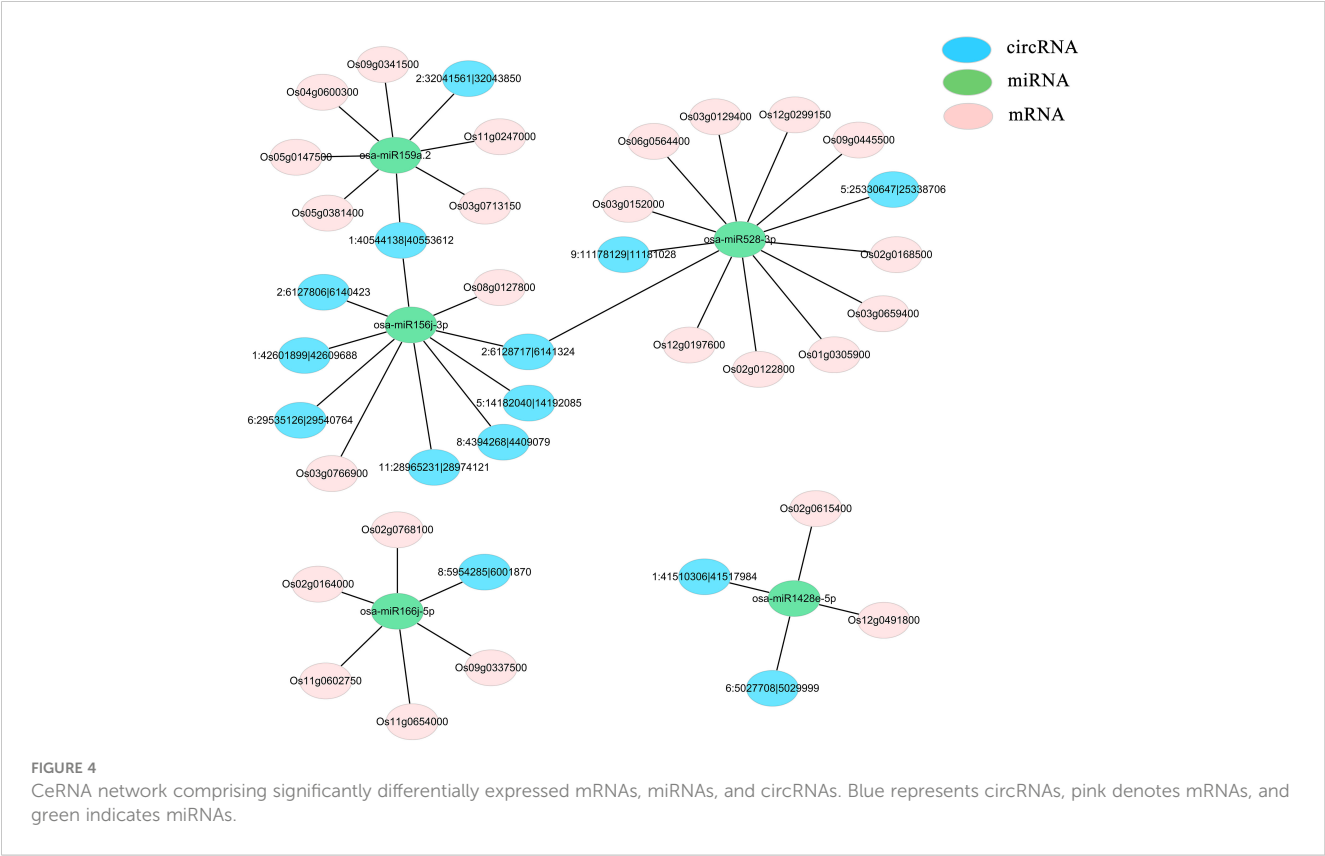 circRNA
miRNA
mRNA
Os09g0341500
2:32041561|32043850
Os04g0600300
Os11g0247000
Os05g0147500
osa-miR159a.2
Os05g0381400
Os03g0713150
1:40544138|40553612
2:6127806|6140423
Os08g0127800
osa-miR156j-3p
1:42601899|42609688
2:6128717|6141324
5:14182040|14192085
6:29535126|29540764
8:4394268|4409079
Os03g0766900
11:28965231|28974121
Os03g0129400
Os12g0299150
Os06g0564400
Os09g0445500
5:25330647|25338706
Os03g0152000
osa-miR528-3p
9:11178129|11181028
Os02g0168500
Os03g0659400
Os12g0197600
Os01g0305900
Os02g0122800
Os02g0768100
8:5954285|6001870
Os02g0164000
osa-miR166j-5p
Os09g0337500
Os11g0602750
Os11g0654000
Os02g0615400
1:41510306|41517984
osa-miR1428e-5p
Os12g0491800
6:5027708|5029999
FIGURE 4
CeRNA network comprising significantly differentially expressed mRNAs, miRNAs, and circRNAs. Blue represents circRNAs, pink denotes mRNAs, and
green indicates miRNAs.